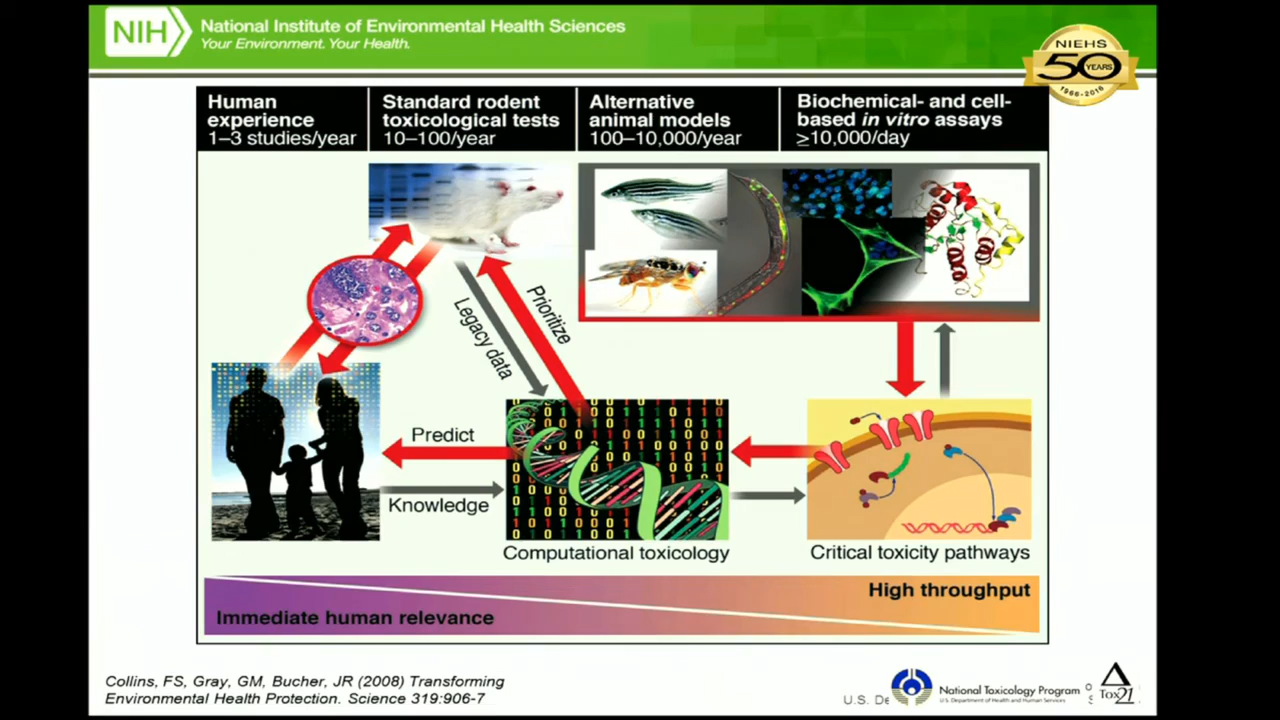 NIH
National Institute of Environmental Health Sciences
Your Environment. Your Health.
NIEHS
50
YEARS
1966-2016
Human
experience
1–3 studies/year
Standard rodent
toxicological tests
10–100/year
Alternative
animal models
100–10,000/year
Biochemical- and cell-
based in vitro assays
≥10,000/day
Legacy data
Prioritize
Predict
Knowledge
Computational toxicology
Critical toxicity pathways
High throughput
Immediate human relevance
Collins, FS, Gray, GM, Bucher, JR (2008) Transforming
Environmental Health Protection. Science 319:906-7
U.S. De
National Toxicology Program
U.S. Department of Health and Human Services
Tox21